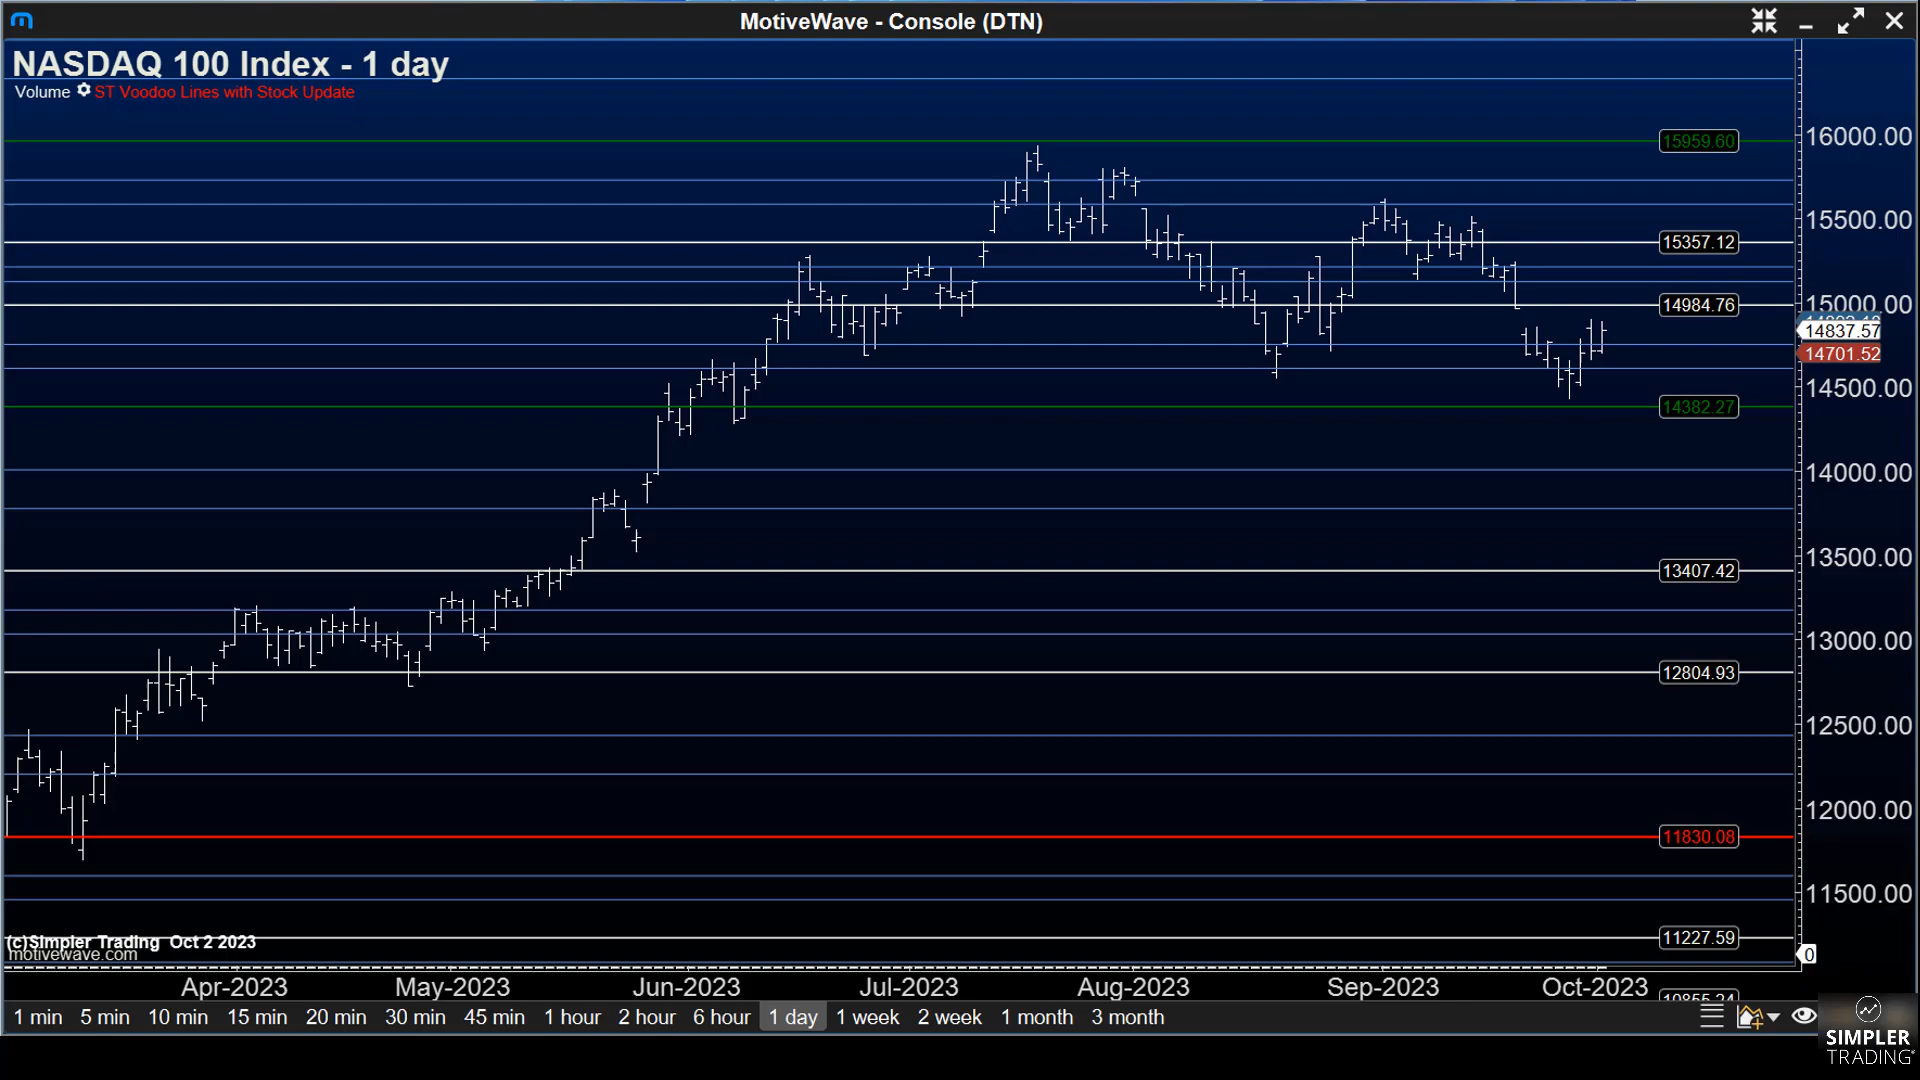 MotiveWave - Console (DTN)
NASDAQ 100 Index - 1 day
Volume ST Voodoo Lines with Stock Update
15959.60
16000.00
15500.00
15357.12
14984.76
15000.00
14837.57
14701.52
14500.00
14382.27
14000.00
13407.42
13500.00
13000.00
12804.93
12500.00
12000.00
11830.08
11500.00
11227.59
(c)Simpler Trading Oct 2 2023
motivewave.com
0
Apr-2023 May-2023 Jun-2023 Jul-2023 Aug-2023 Sep-2023 Oct-2023
1 min 5 min 10 min 15 min 20 min 30 min 45 min 1 hour 2 hour 6 hour 1 day 1 week 2 week 1 month 3 month
SIMPLER
TRADING